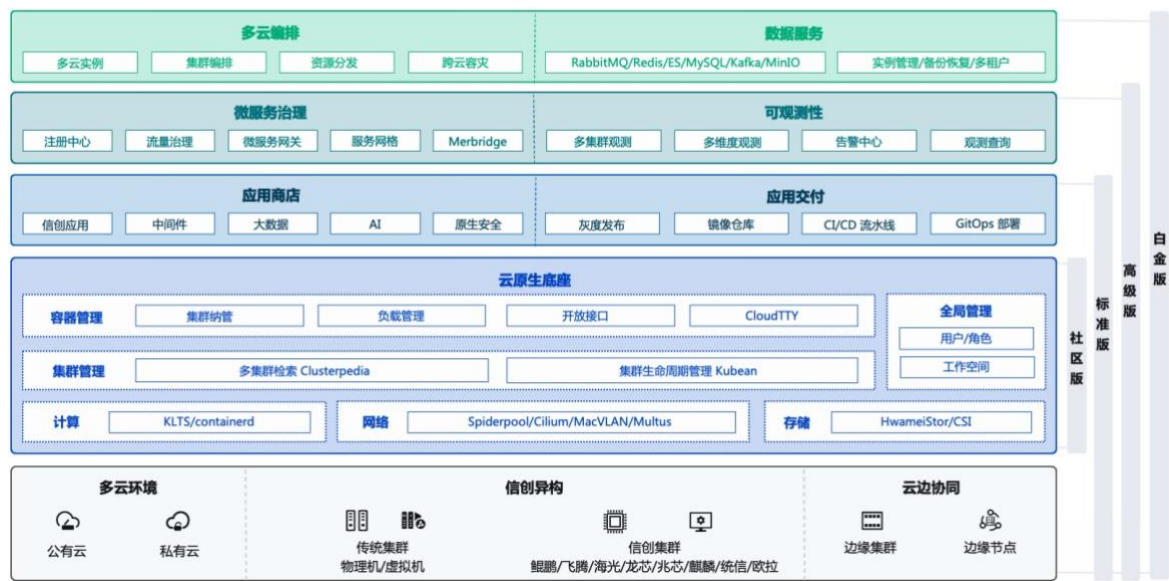 多云编排
数据服务
多云实例
集群编排
资源分发
跨云容灾
RabbitMQ/Redis/ES/MySQL/Kafka/MinIO
实例管理/备份恢复/多租户
微服务治理
可观测性
注册中心
流量治理
微服务网关
服务网格
Merbridge
多集群观测
多维度观测
告警中心
观测查询
应用商店
应用交付
信创应用
中间件
大数据
AI
原生安全
灰度发布
镜像仓库
CI/CD 流水线
GitOps 部署
云原生底座
容器管理
集群纳管
负载管理
开放接口
CloudTTY
全局管理
用户/角色
工作空间
集群管理
多集群检索 Clusterpedia
集群生命周期管理 Kubean
计算
KLTS/containerd
网络
Spiderpool/Cilium/MacVLAN/Multus
存储
HwameiStor/CSI
社区版
标准版
高级版
白金版
多云环境
信创异构
云边协同
公有云
私有云
传统集群
物理机/虚拟机
信创集群
鲲鹏/飞腾/海光/龙芯/兆芯/麒麟/统信/欧拉
边缘集群
边缘节点